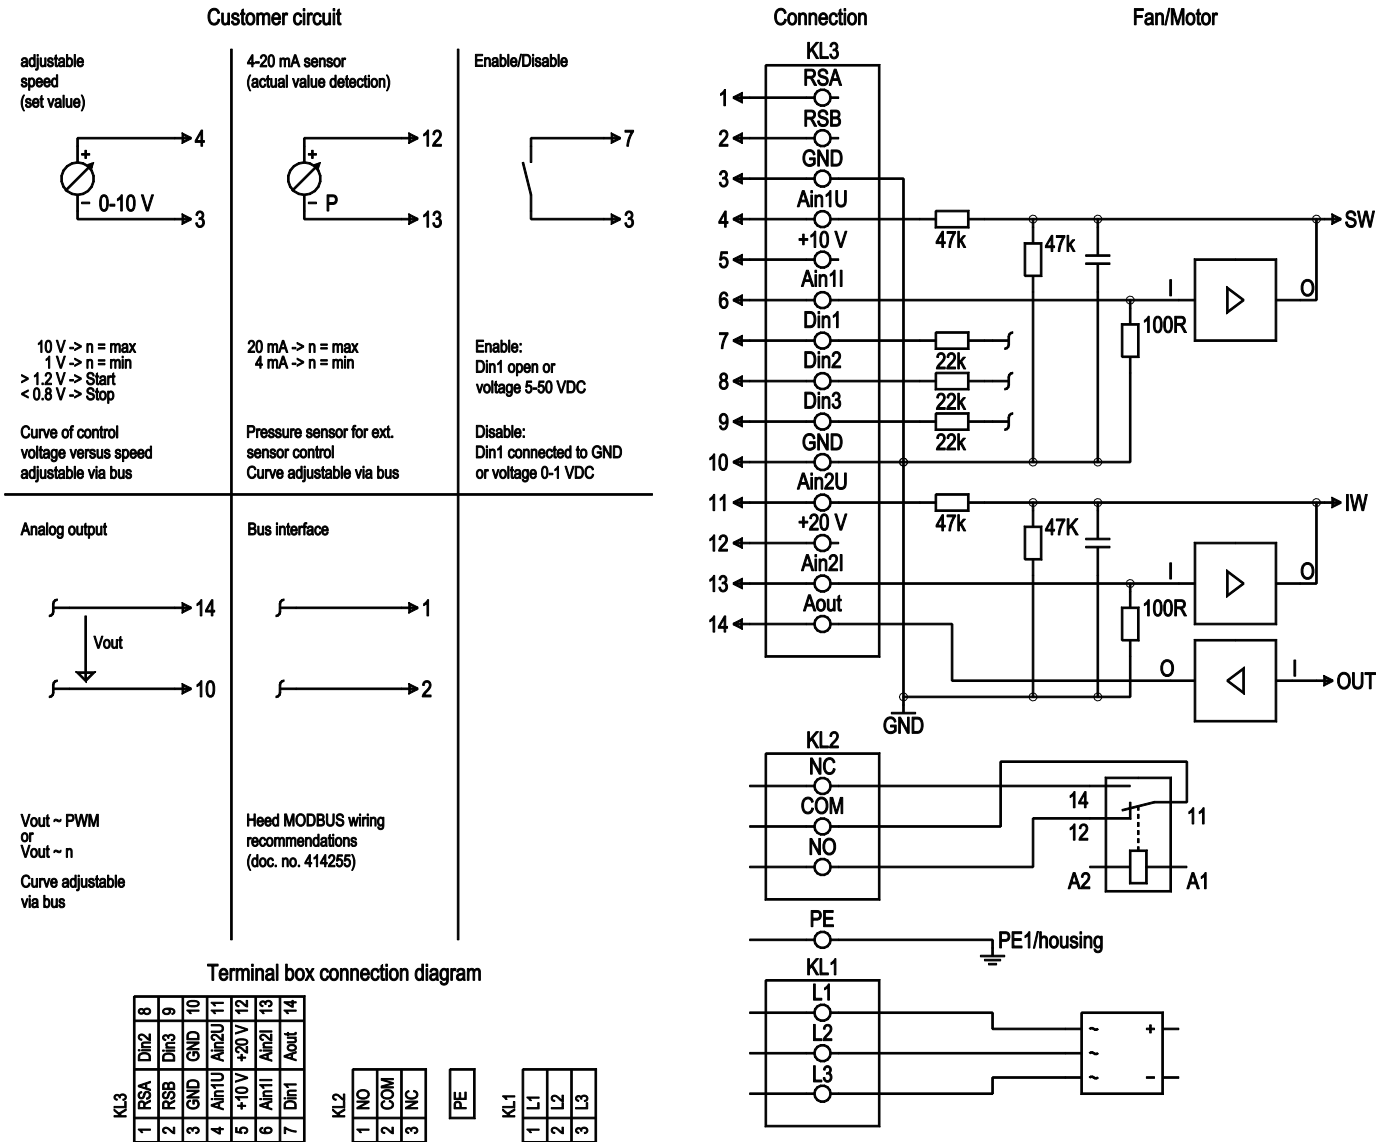 Customer circuit
adjustable
speed
(set value)
+
4
- 0-10 V
3
10 V -> n = max
1 V -> n = min
> 1.2 V -> Start
< 0.8 V -> Stop
Curve of control
voltage versus speed
adjustable via bus
4-20 mA sensor
(actual value detection)
+
12
- P
13
20 mA -> n = max
4 mA -> n = min
Pressure sensor for ext.
sensor control
Curve adjustable via bus
Enable/Disable
7
3
Enable:
Din1 open or
voltage 5-50 VDC
Disable:
Din1 connected to GND
or voltage 0-1 VDC
Analog output
14
Vout
10
Vout ~ PWM
or
Vout ~ n
Curve adjustable
via bus
Bus interface
1
2
Heed MODBUS wiring
recommendations
(doc. no. 414255)
Connection
Fan/Motor
KL3
RSA
1
RSB
2
GND
3
Ain1U
4
47k
47k
SW
+10 V
5
Ain1I
6
I
O
100R
Din1
7
22k
Din2
8
22k
Din3
9
22k
GND
10
Ain2U
11
47k
47K
IW
+20 V
12
Ain2I
13
I
O
100R
Aout
14
O
I
OUT
GND
KL2
NC
COM
NO
14
12
11
A2
A1
PE
PE1/housing
KL1
L1
L2
L3
~
~
~
+
-
Terminal box connection diagram
KL3
1 RSA Din2 8
2 RSB Din3 9
3 GND GND 10
4 Ain1U Ain2U 11
5 +10 V +20 V 12
6 Ain1I Ain2I 13
7 Din1 Aout 14
KL2
1 NO
2 COM
3 NC
PE
KL1
1 L1
2 L2
3 L3